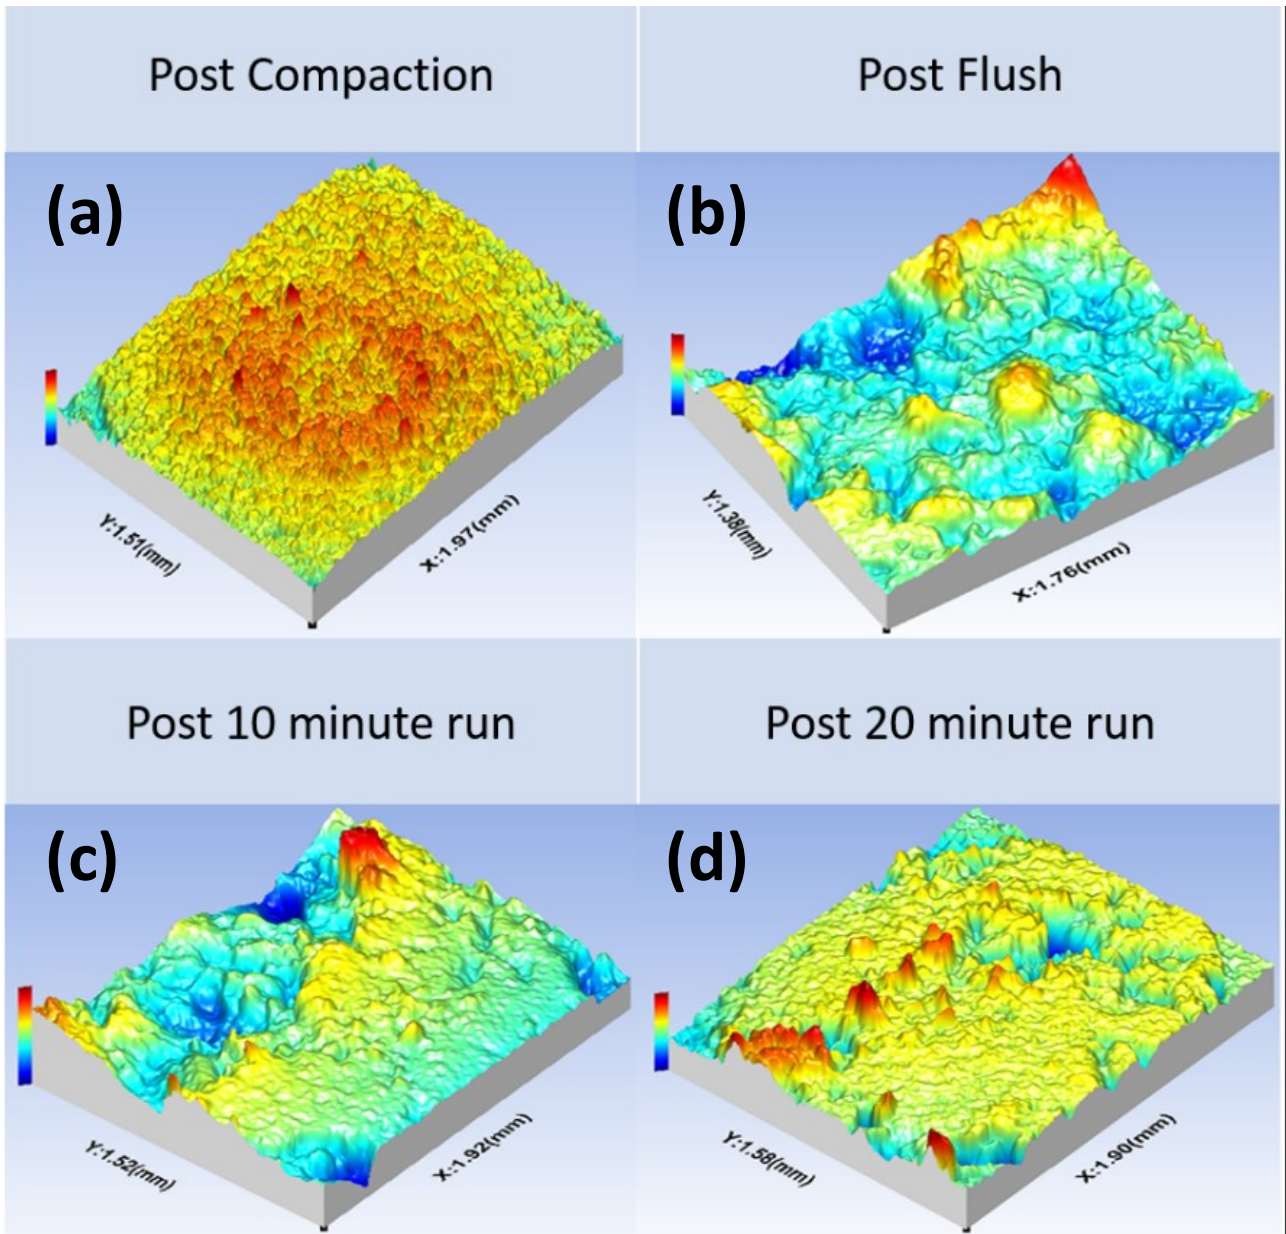 Post Compaction
Post Flush
(a)
(b)
Y:1.51(mm)
X:1.97(mm)
Y:1.38(mm)
X:1.76(mm)
Post 10 minute run
Post 20 minute run
(c)
(d)
Y:1.52(mm)
X:1.92(mm)
Y:1.58(mm)
X:1.90(mm)